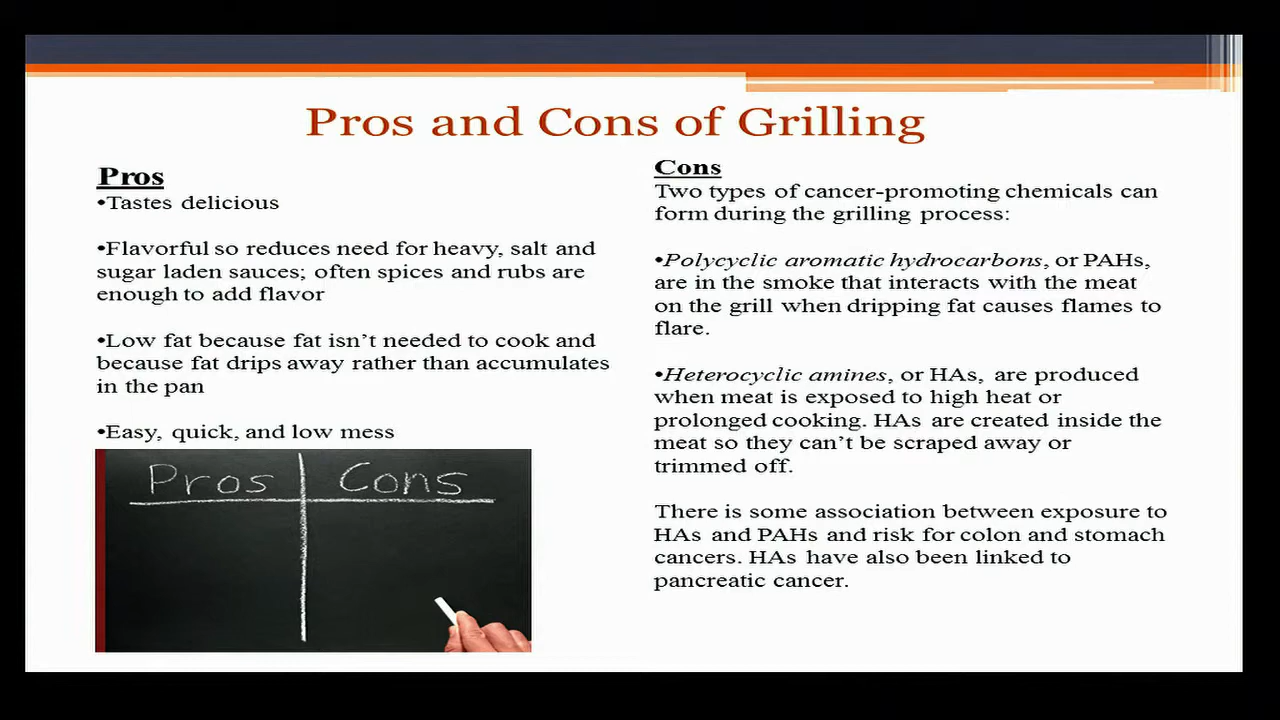 Pros and Cons of Grilling
Pros
•Tastes delicious
•Flavorful so reduces need for heavy, salt and
sugar laden sauces; often spices and rubs are
enough to add flavor
•Low fat because fat isn’t needed to cook and
because fat drips away rather than accumulates
in the pan
•Easy, quick, and low mess
Pros Cons
Cons
Two types of cancer-promoting chemicals can
form during the grilling process:
•Polycyclic aromatic hydrocarbons, or PAHs,
are in the smoke that interacts with the meat
on the grill when dripping fat causes flames to
flare.
•Heterocyclic amines, or HAs, are produced
when meat is exposed to high heat or
prolonged cooking. HAs are created inside the
meat so they can’t be scraped away or
trimmed off.
There is some association between exposure to
HAs and PAHs and risk for colon and stomach
cancers. HAs have also been linked to
pancreatic cancer.